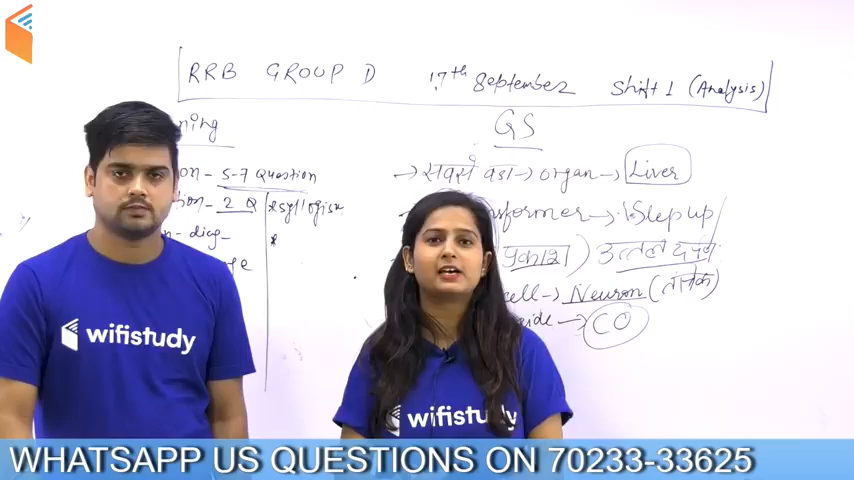 RRB GROUP D 17th September Shift 1 (Analysis)
ning
on - 5-7 Question
ion - 2 Q
syllogism
n - diag -
GS
→ सबसे बडा → organ → Liver
nsformer → Step up
प्रकाश ) उत्तल दर्पण
cell → Neuron (
ide → CO
wifistudy
wifistudy
WHATSAPP US QUESTIONS ON 70233-33625